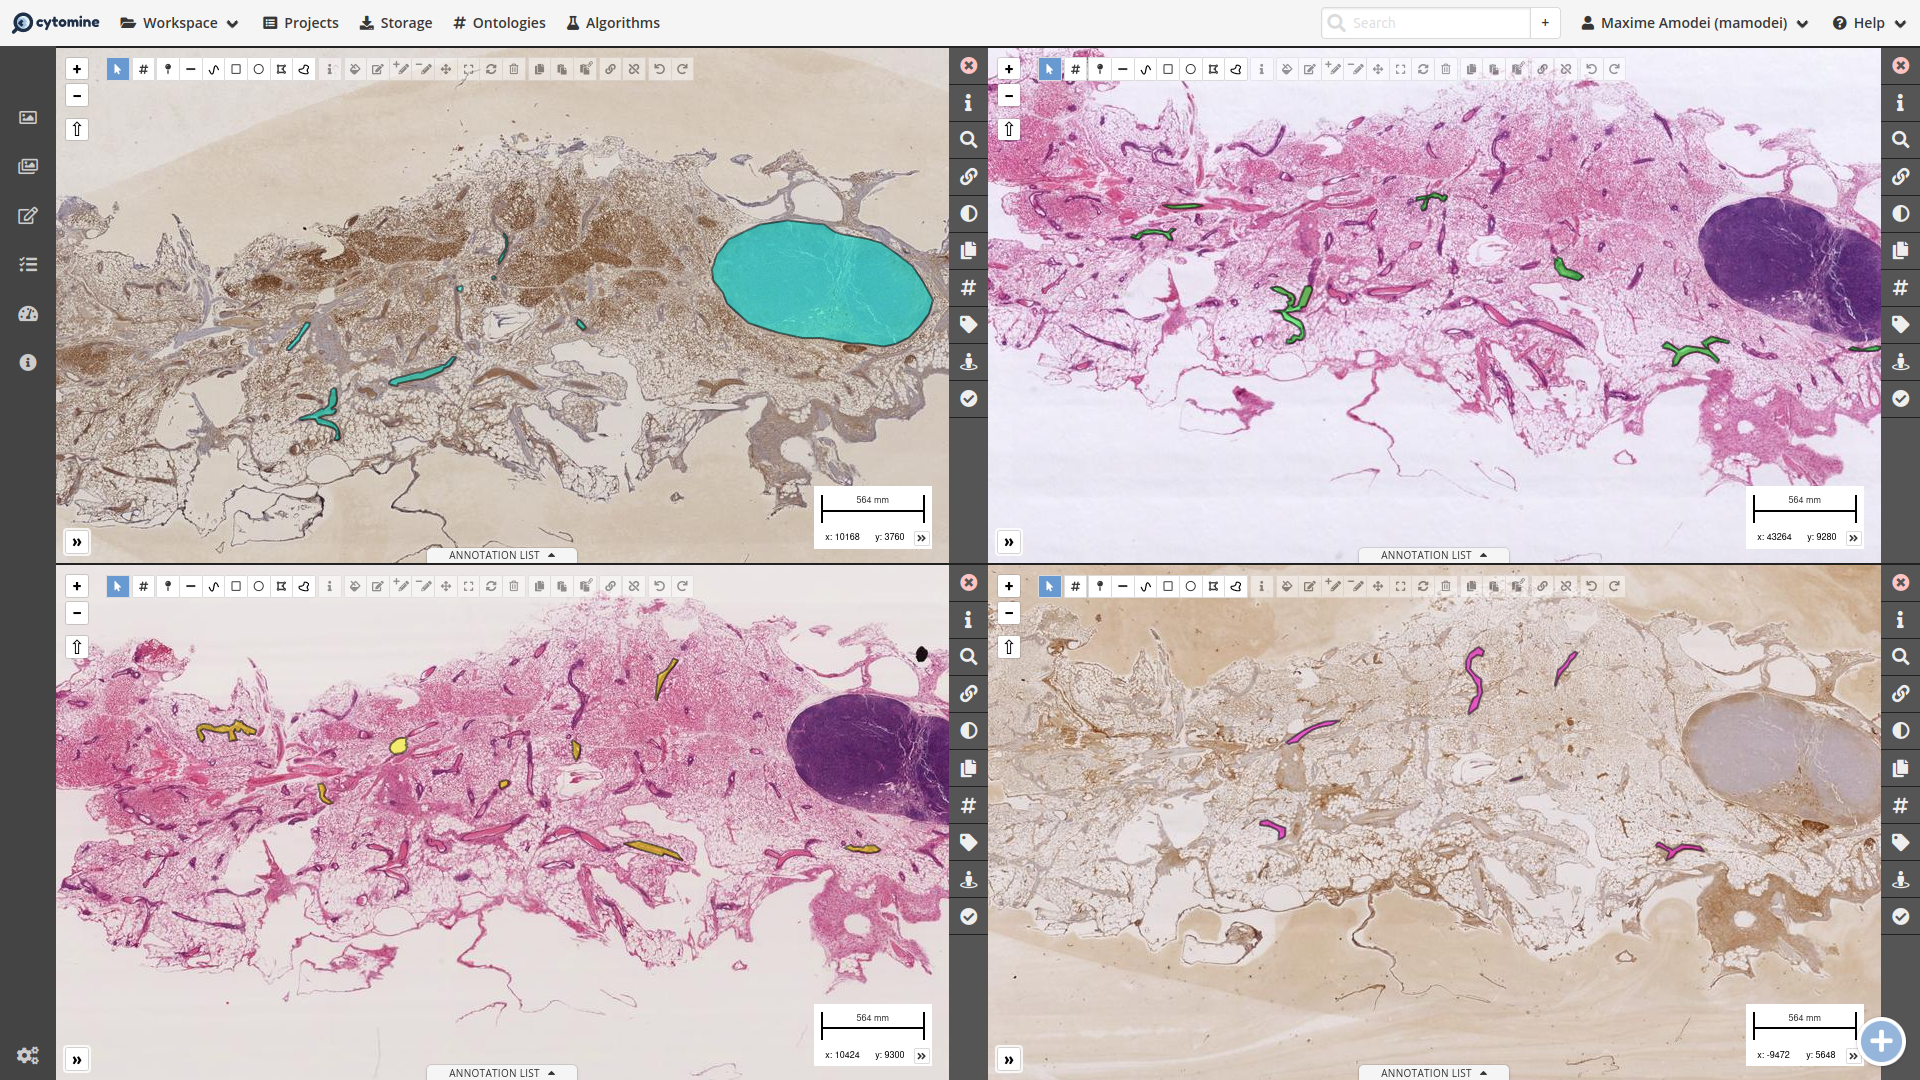 cytomine Workspace Projects Storage Ontologies Algorithms Search + Maxime Amodei (mamodei) Help
564 mm
x: 10168 y: 3760
ANNOTATION LIST
564 mm
x: 43264 y: 9280
ANNOTATION LIST
564 mm
x: 10424 y: 9300
ANNOTATION LIST
564 mm
x: -9472 y: 5648
ANNOTATION LIST